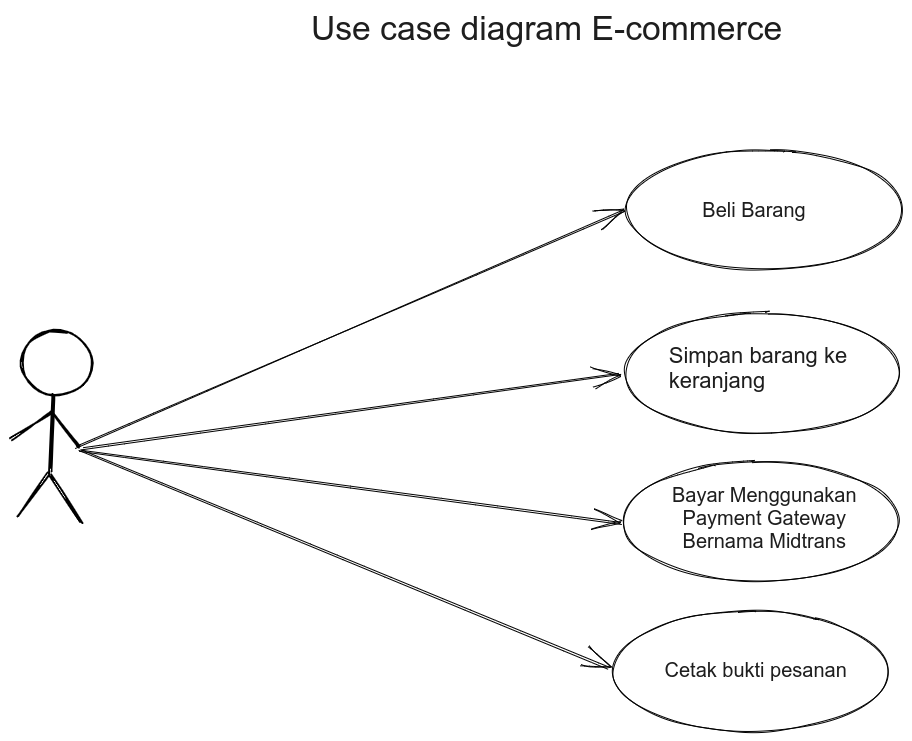 Use case diagram E-commerce
Beli Barang
Simpan barang ke
keranjang
Bayar Menggunakan
Payment Gateway
Bernama Midtrans
Cetak bukti pesanan